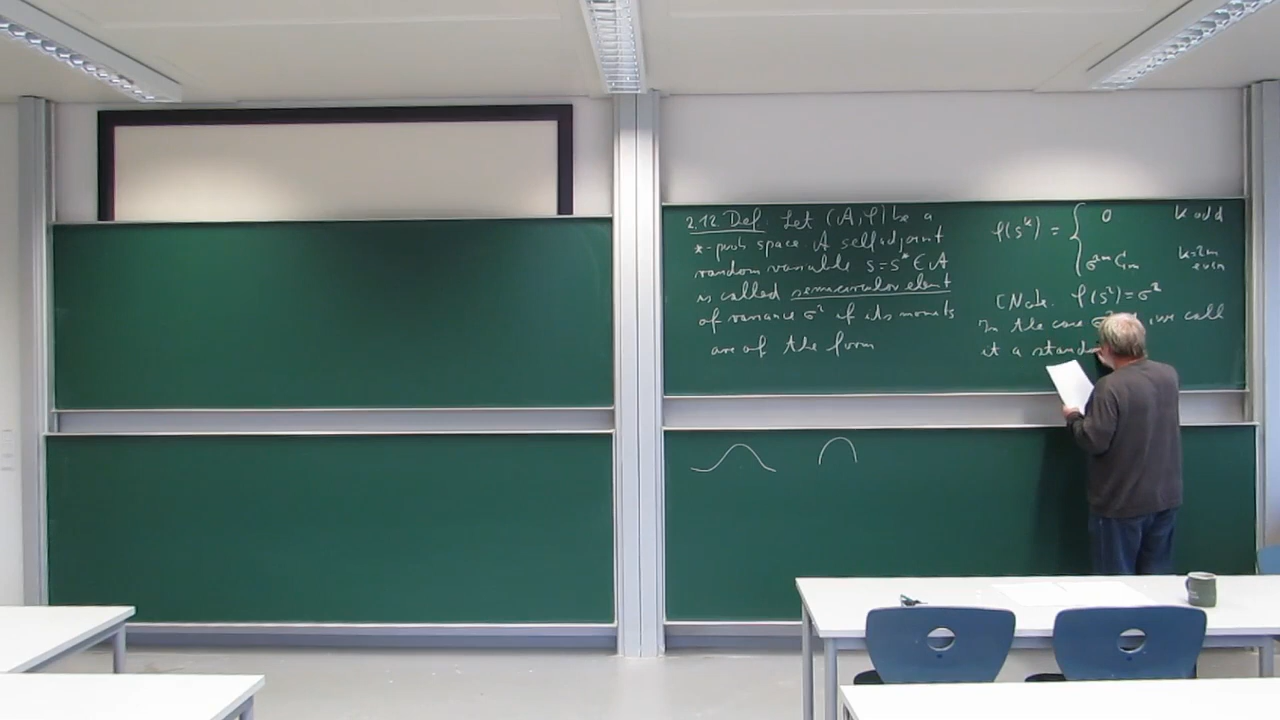 2.12. Def. Let (A, φ) be a
*-prob space. A selfadjoint
random variable s=s* ∈ A
is called semicircular element
of variance σ² if its moments
are of the form
φ(s^k) = { 0 k odd
σ^{2m} C_m k=2m even
(Note. φ(s²)=σ²
In the case σ² , we call
it a standa